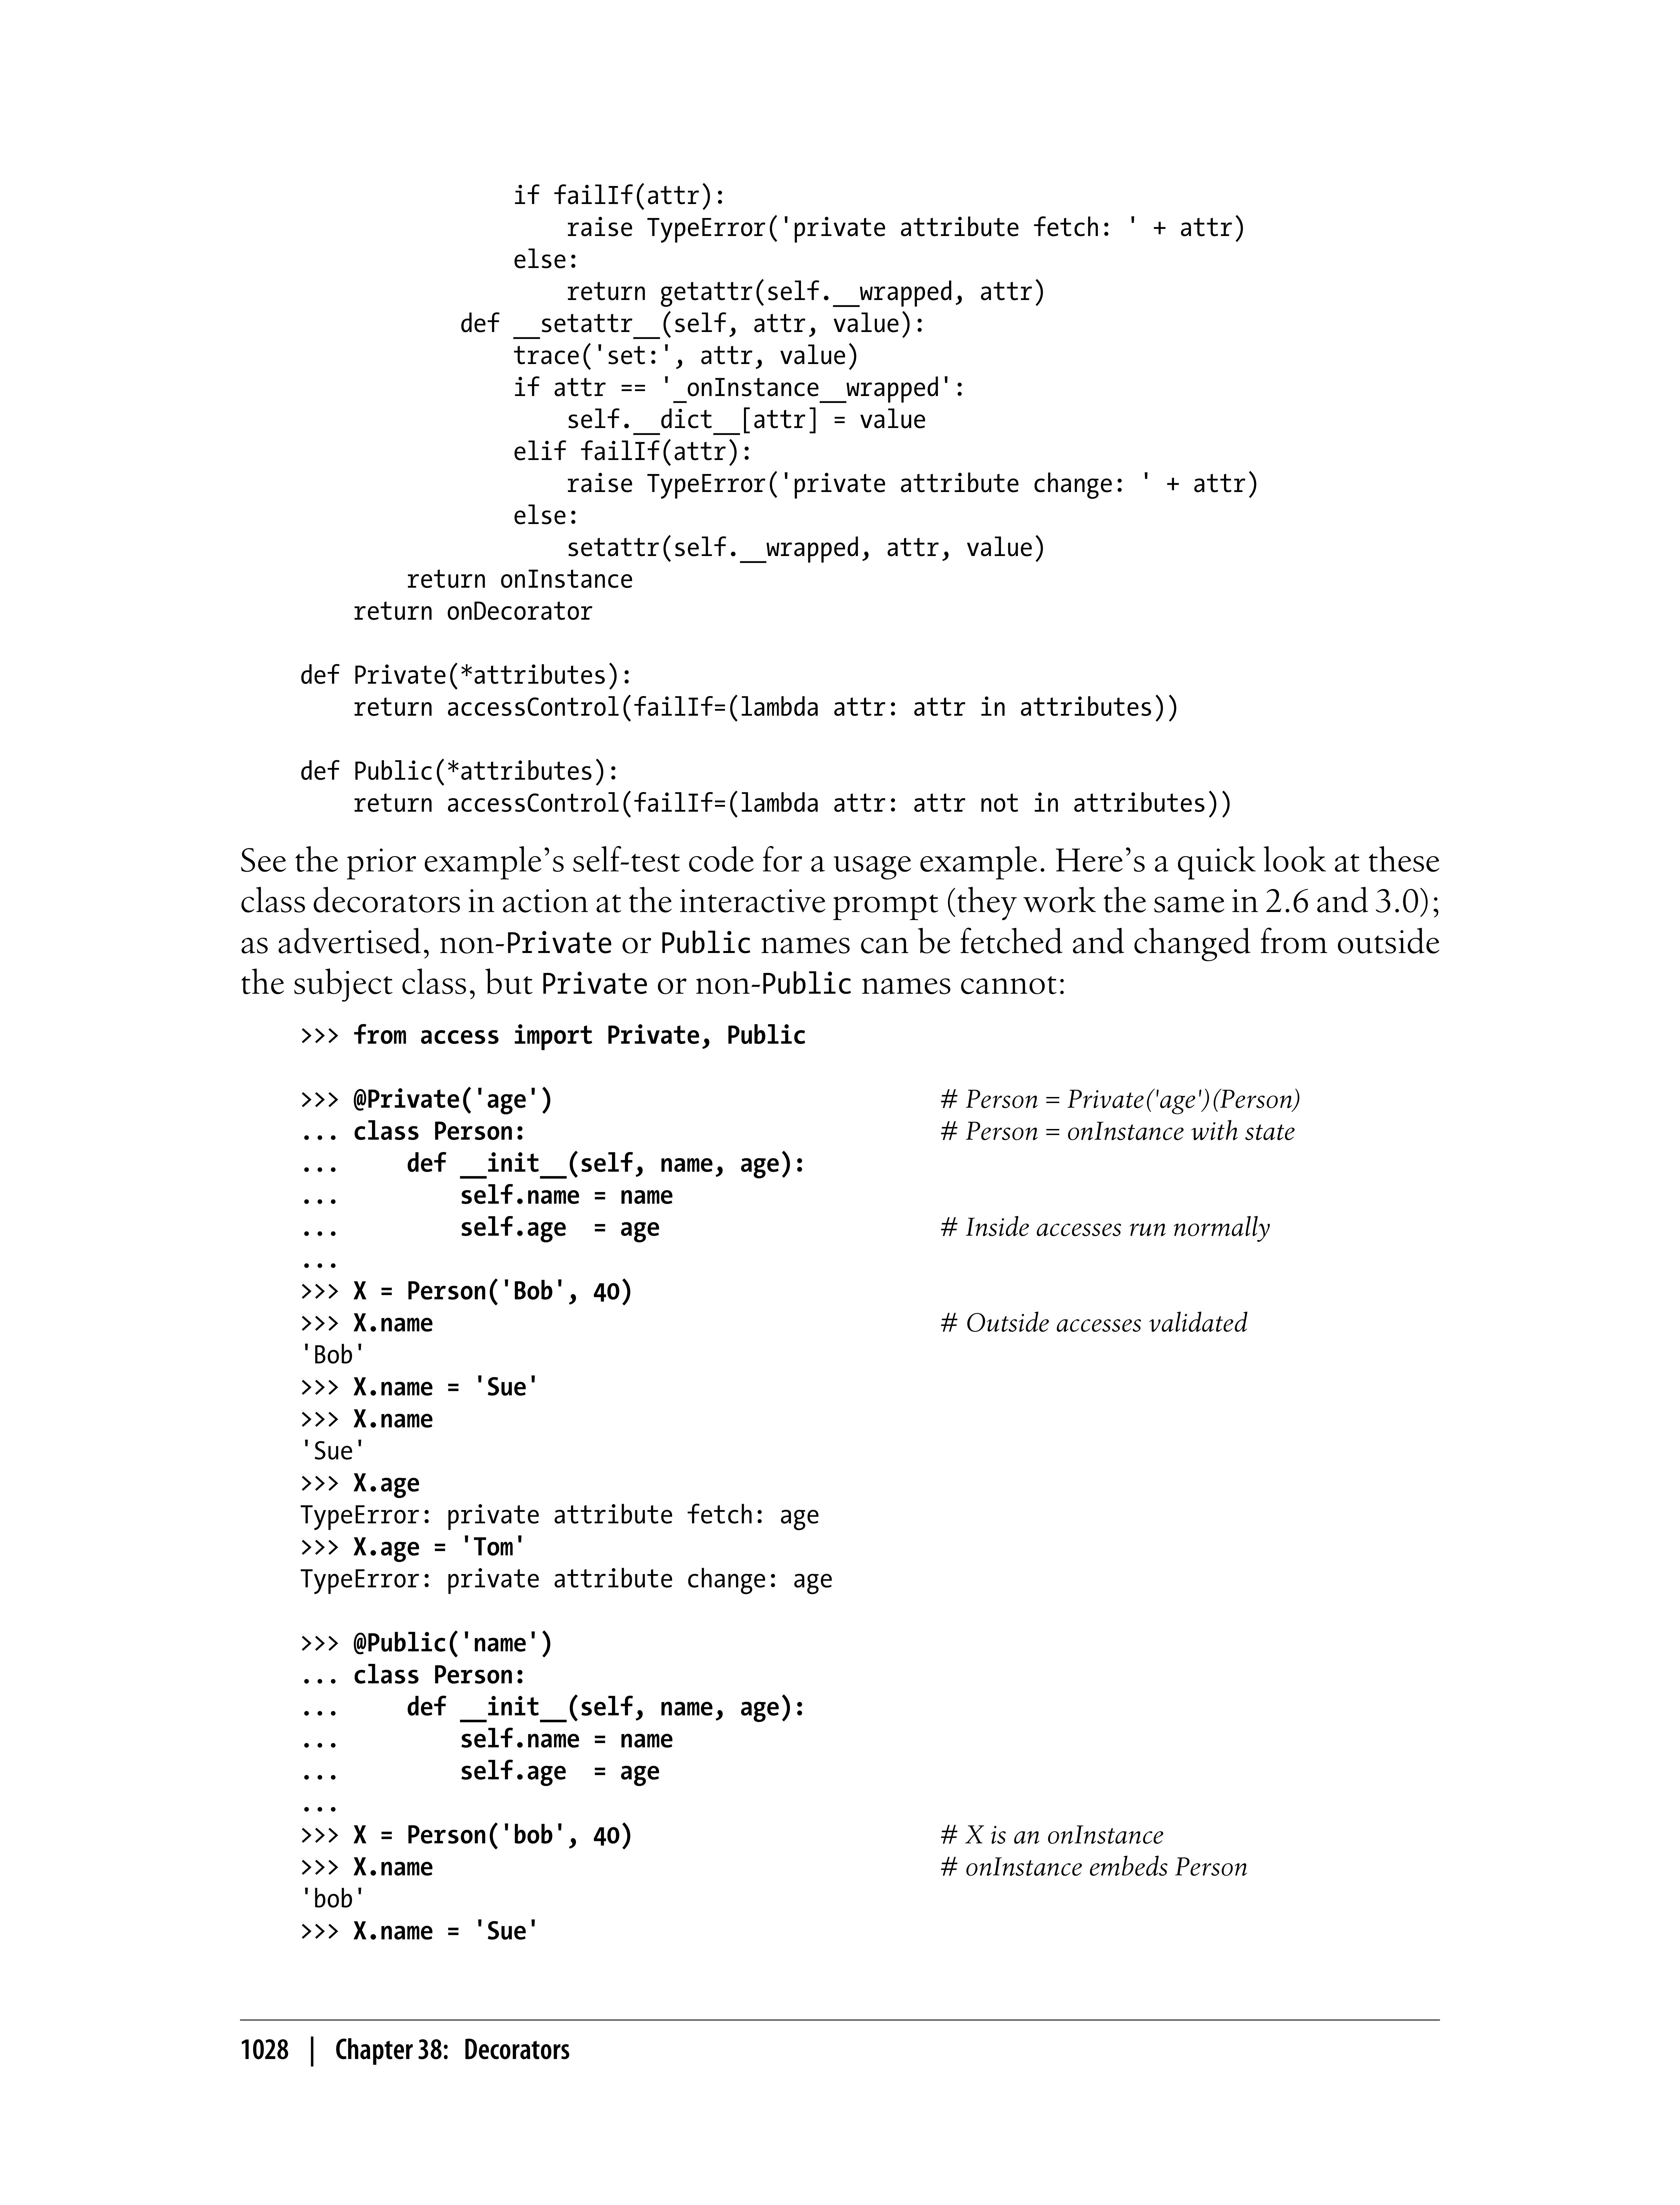 if failIf(attr):
                    raise TypeError('private attribute fetch: ' + attr)
                else:
                    return getattr(self.__wrapped, attr)
            def __setattr__(self, attr, value):
                trace('set:', attr, value)
                if attr == '_onInstance__wrapped':
                    self.__dict__[attr] = value
                elif failIf(attr):
                    raise TypeError('private attribute change: ' + attr)
                else:
                    setattr(self.__wrapped, attr, value)
        return onInstance
    return onDecorator

def Private(*attributes):
    return accessControl(failIf=(lambda attr: attr in attributes))

def Public(*attributes):
    return accessControl(failIf=(lambda attr: attr not in attributes))

See the prior example’s self-test code for a usage example. Here’s a quick look at these
class decorators in action at the interactive prompt (they work the same in 2.6 and 3.0);
as advertised, non-Private or Public names can be fetched and changed from outside
the subject class, but Private or non-Public names cannot:

>>> from access import Private, Public

>>> @Private('age')                             # Person = Private('age')(Person)
... class Person:                               # Person = onInstance with state
...     def __init__(self, name, age):
...         self.name = name
...         self.age  = age                     # Inside accesses run normally
...
>>> X = Person('Bob', 40)
>>> X.name                                      # Outside accesses validated
'Bob'
>>> X.name = 'Sue'
>>> X.name
'Sue'
>>> X.age
TypeError: private attribute fetch: age
>>> X.age = 'Tom'
TypeError: private attribute change: age

>>> @Public('name')
... class Person:
...     def __init__(self, name, age):
...         self.name = name
...         self.age  = age
...
>>> X = Person('bob', 40)                       # X is an onInstance
>>> X.name                                      # onInstance embeds Person
'bob'
>>> X.name = 'Sue'

1028 | Chapter 38: Decorators